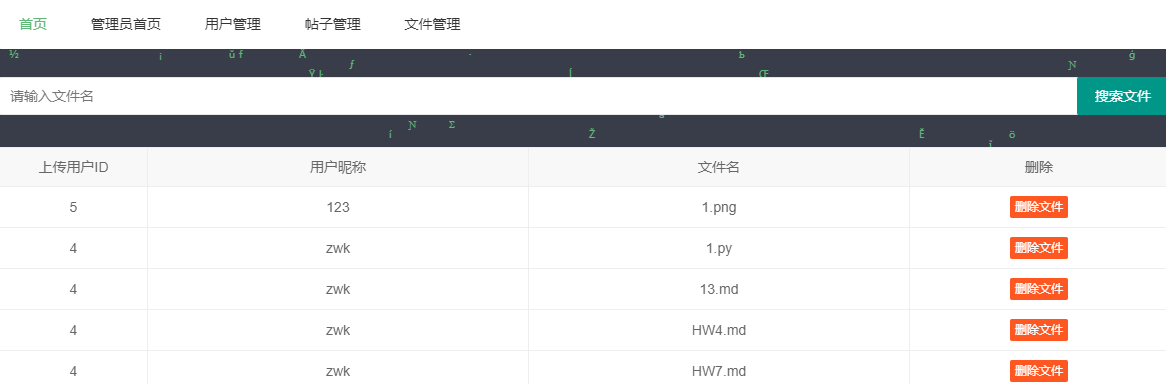 首页 管理员首页 用户管理 帖子管理 文件管理
请输入文件名 搜索文件
上传用户ID 用户昵称 文件名 删除
5 123 1.png 删除文件
4 zwk 1.py 删除文件
4 zwk 13.md 删除文件
4 zwk HW4.md 删除文件
4 zwk HW7.md 删除文件